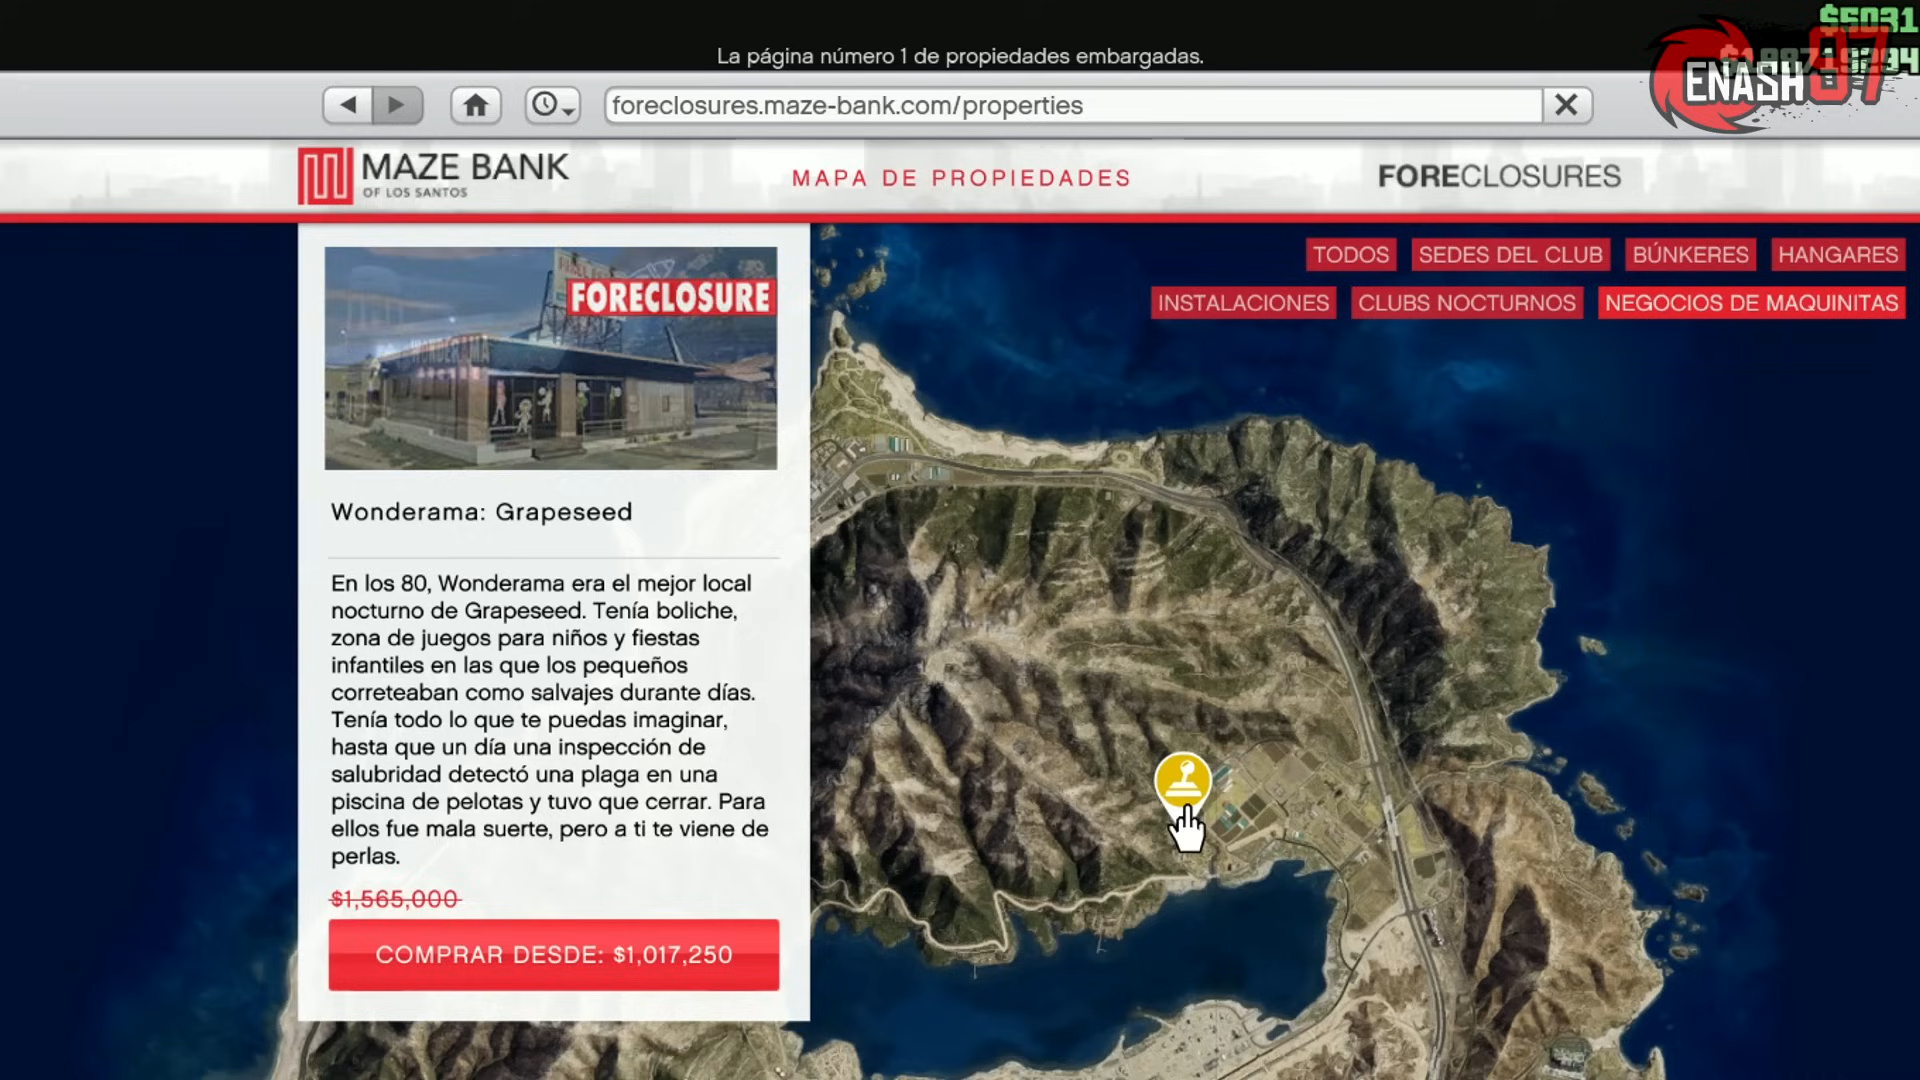 $5031
La página número 1 de propiedades embargadas.
ENASH 07
foreclosures.maze-bank.com/properties
MAZE BANK
OF LOS SANTOS
MAPA DE PROPIEDADES
FORECLOSURES
TODOS
SEDES DEL CLUB
BÚNKERES
HANGARES
INSTALACIONES
CLUBS NOCTURNOS
NEGOCIOS DE MAQUINITAS
FORECLOSURE
Wonderama: Grapeseed
En los 80, Wonderama era el mejor local
nocturno de Grapeseed. Tenía boliche,
zona de juegos para niños y fiestas
infantiles en las que los pequeños
correteaban como salvajes durante días.
Tenía todo lo que te puedas imaginar,
hasta que un día una inspección de
salubridad detectó una plaga en una
piscina de pelotas y tuvo que cerrar. Para
ellos fue mala suerte, pero a ti te viene de
perlas.
$1,565,000
COMPRAR DESDE: $1,017,250